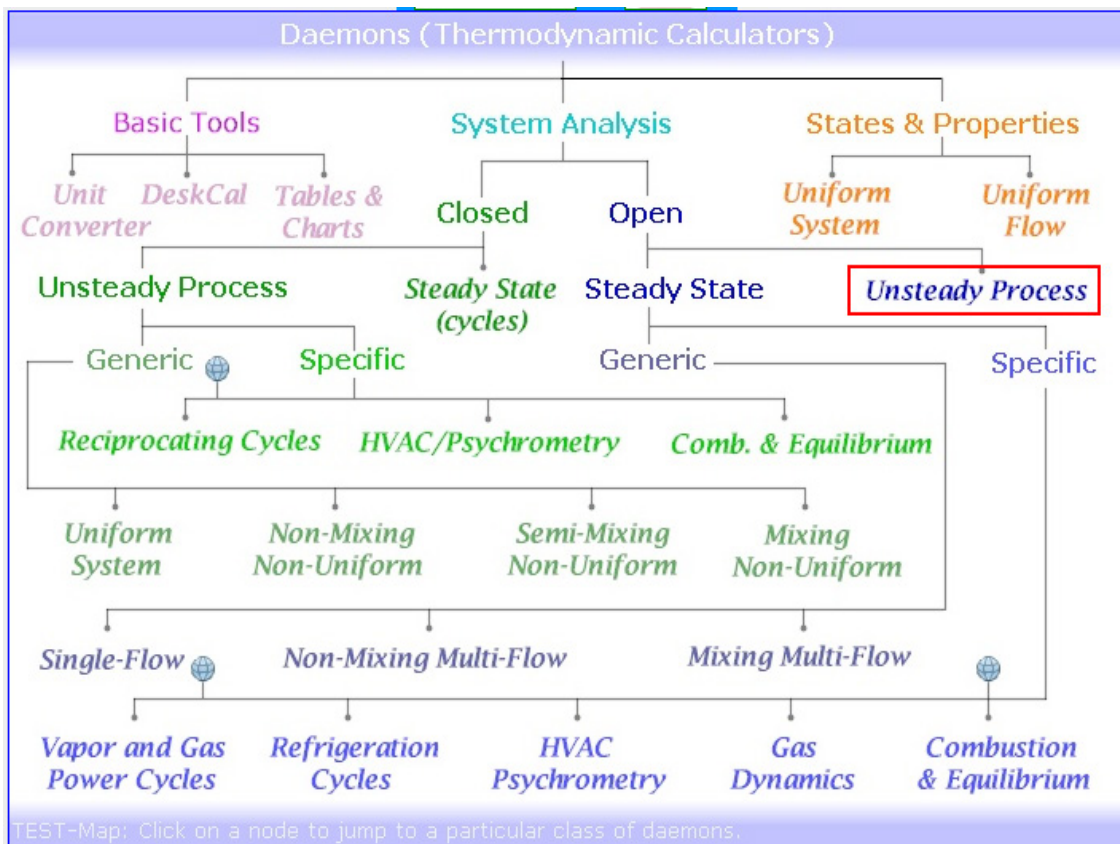 Daemons (Thermodynamic Calculators)
Basic Tools
System Analysis
States & Properties
Unit
Converter
DeskCal
Tables &
Charts
Closed
Open
Uniform
System
Uniform
Flow
Unsteady Process
Steady State
(cycles)
Steady State
Unsteady Process
Generic
Specific
Generic
Specific
Reciprocating Cycles
HVAC/Psychrometry
Comb. & Equilibrium
Uniform
System
Non-Mixing
Non-Uniform
Semi-Mixing
Non-Uniform
Mixing
Non-Uniform
Single-Flow
Non-Mixing Multi-Flow
Mixing Multi-Flow
Vapor and Gas
Power Cycles
Refrigeration
Cycles
HVAC
Psychrometry
Gas
Dynamics
Combustion
& Equilibrium
TEST-Map: Click on a node to jump to a particular class of daemons.